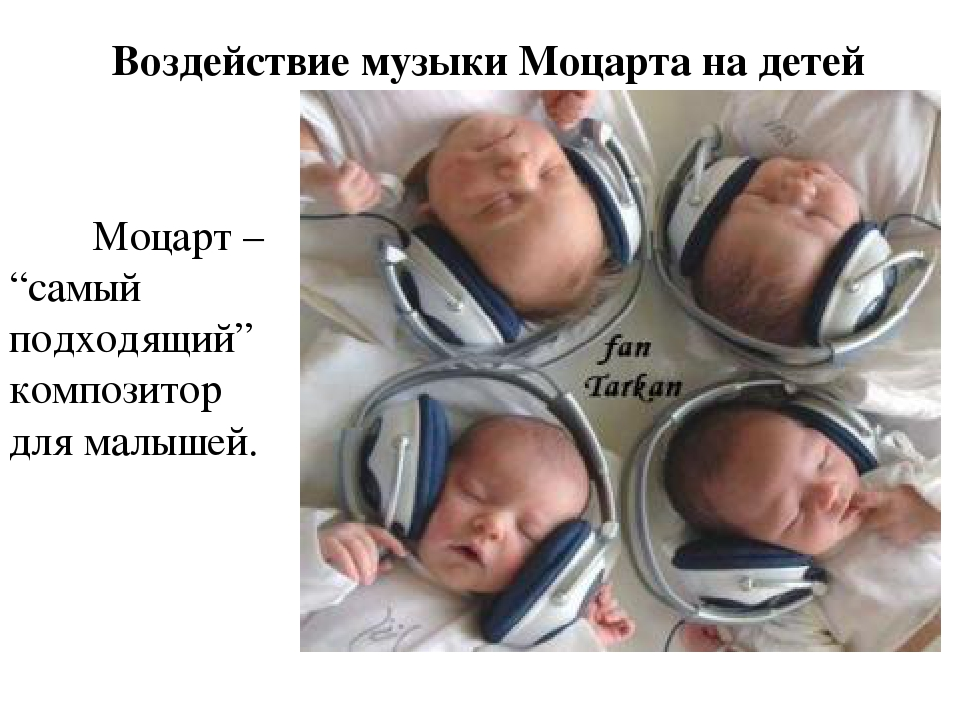 Воздействие музыки Моцарта на детей
Моцарт –
“самый
подходящий”
композитор
для малышей.
fan
Tarkan